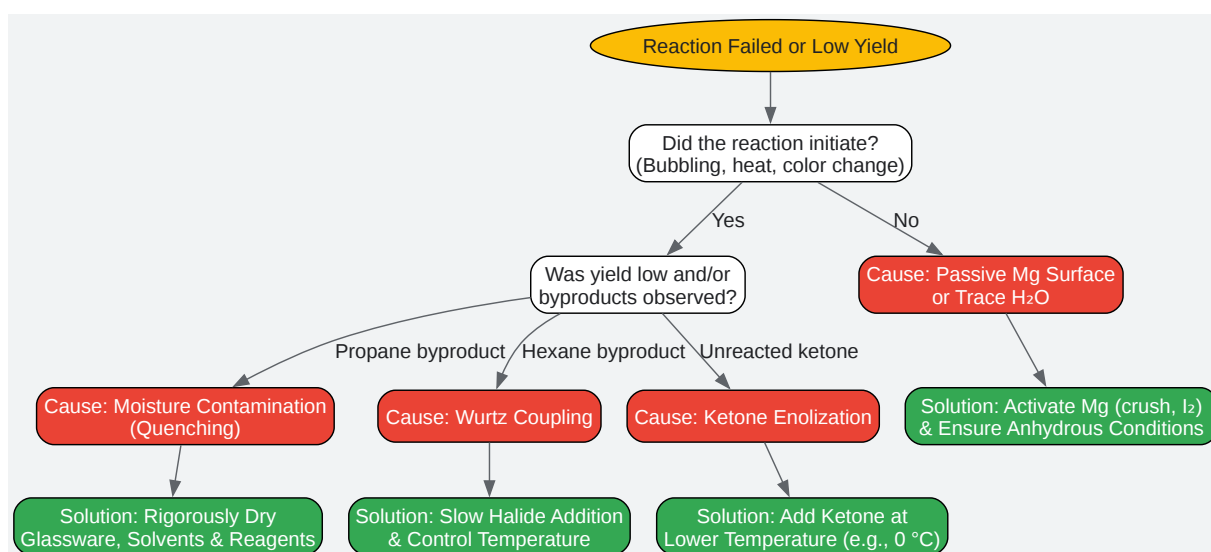 Reaction Failed or Low Yield
Did the reaction initiate?
(Bubbling, heat, color change)
Yes
No
Was yield low and/or
byproducts observed?
Cause: Passive Mg Surface
or Trace H₂O
Propane byproduct
Hexane byproduct
Unreacted ketone
Cause: Moisture Contamination
(Quenching)
Cause: Wurtz Coupling
Cause: Ketone Enolization
Solution: Activate Mg (crush, I₂)
& Ensure Anhydrous Conditions
Solution: Rigorously Dry
Glassware, Solvents & Reagents
Solution: Slow Halide Addition
& Control Temperature
Solution: Add Ketone at
Lower Temperature (e.g., 0 °C)